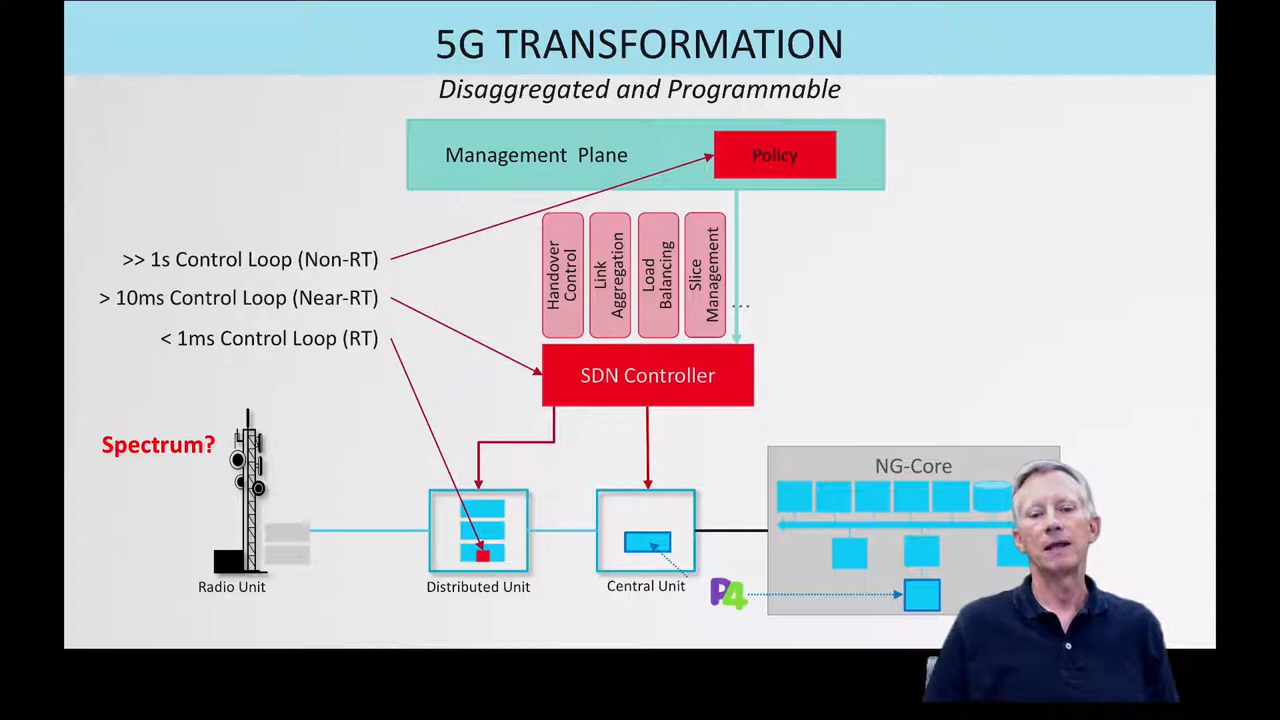 5G TRANSFORMATION
Disaggregated and Programmable
Management Plane
Policy
>> 1s Control Loop (Non-RT)
> 10ms Control Loop (Near-RT)
< 1ms Control Loop (RT)
Handover
Control
Link
Aggregation
Load
Balancing
Slice
Management
...
SDN Controller
Spectrum?
NG-Core
Radio Unit
Distributed Unit
Central Unit
P4